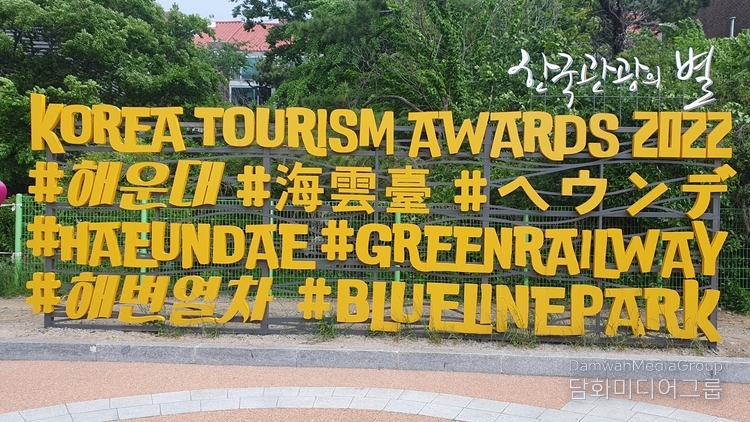 한국관광의 별
KOREA TOURISM AWARDS 2022
#해운대 #海雲臺 #ヘウンデ
#HAEUNDAE #GREENRAILWAY
#해변열차 #BLUELINEPARK
DamwahMediaGroup
담화미디어그룹